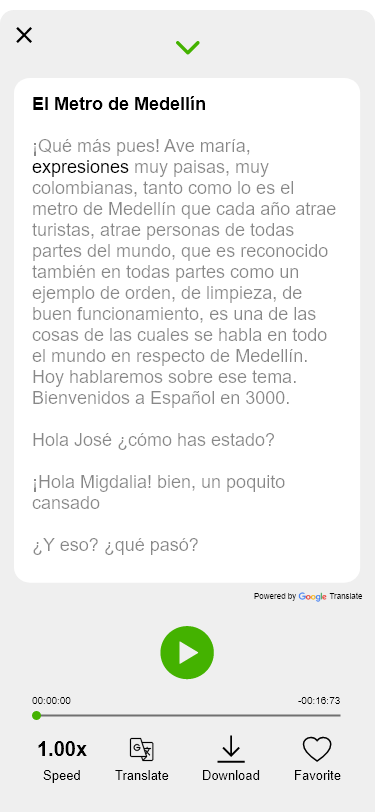 El Metro de Medellín
¡Qué más pues! Ave maría,
expresiones muy paisas, muy
colombianas, tanto como lo es el
metro de Medellín que cada año atrae
turistas, atrae personas de todas
partes del mundo, que es reconocido
también en todas partes como un
ejemplo de orden, de limpieza, de
buen funcionamiento, es una de las
cosas de las cuales se habla en todo
el mundo en respecto de Medellín.
Hoy hablaremos sobre ese tema.
Bienvenidos a Español en 3000.
Hola José ¿cómo has estado?
¡Hola Migdalia! bien, un poquito
cansado
¿Y eso? ¿qué pasó?
Powered by Google Translate
00:00:00 -00:16:73
1.00x
Speed Translate Download Favorite